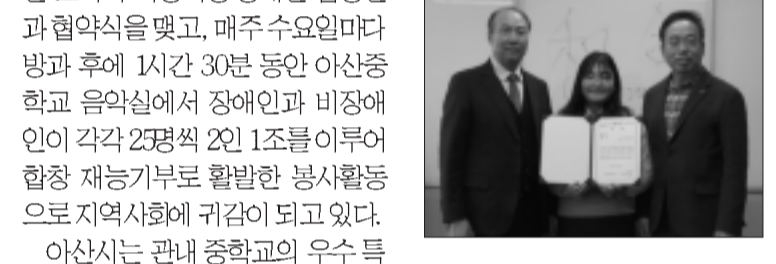 과 협약식을 맺고, 매주 수요일마다
방과 후에 1시간 30분 동안 아산중
학교 음악실에서 장애인과 비장애
인이 각각 25명씩 2인 1조를 이루어
합창 재능기부로 활발한 봉사활동
으로 지역사회에 귀감이 되고 있다.
아산시는 관내 중학교의 우수 특